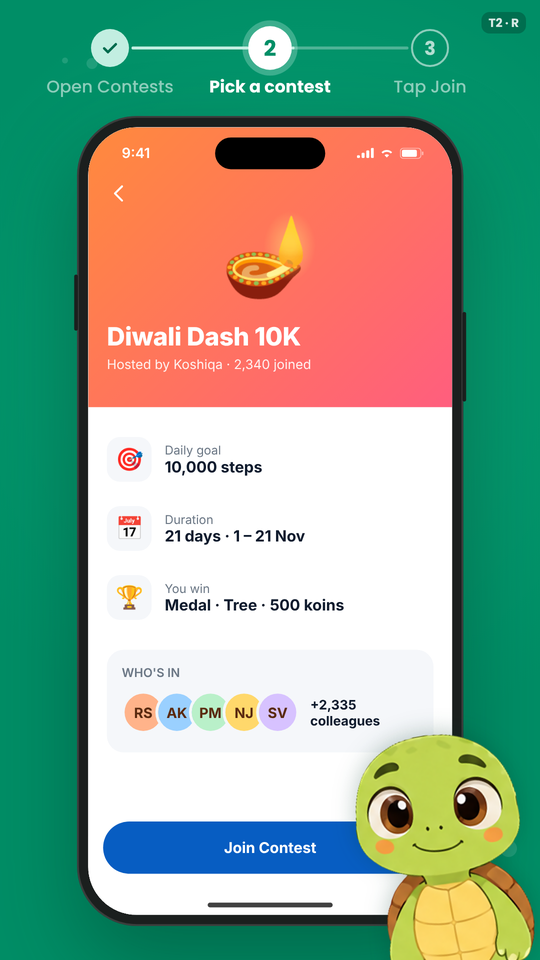 T2 · R
2
3
Open Contests
Pick a contest
Tap Join
9:41
Diwali Dash 10K
Hosted by Koshiqa · 2,340 joined
Daily goal
10,000 steps
July
17
Duration
21 days · 1 – 21 Nov
You win
Medal · Tree · 500 koins
WHO'S IN
RS AK PM NJ SV
+2,335
colleagues
Join Contest